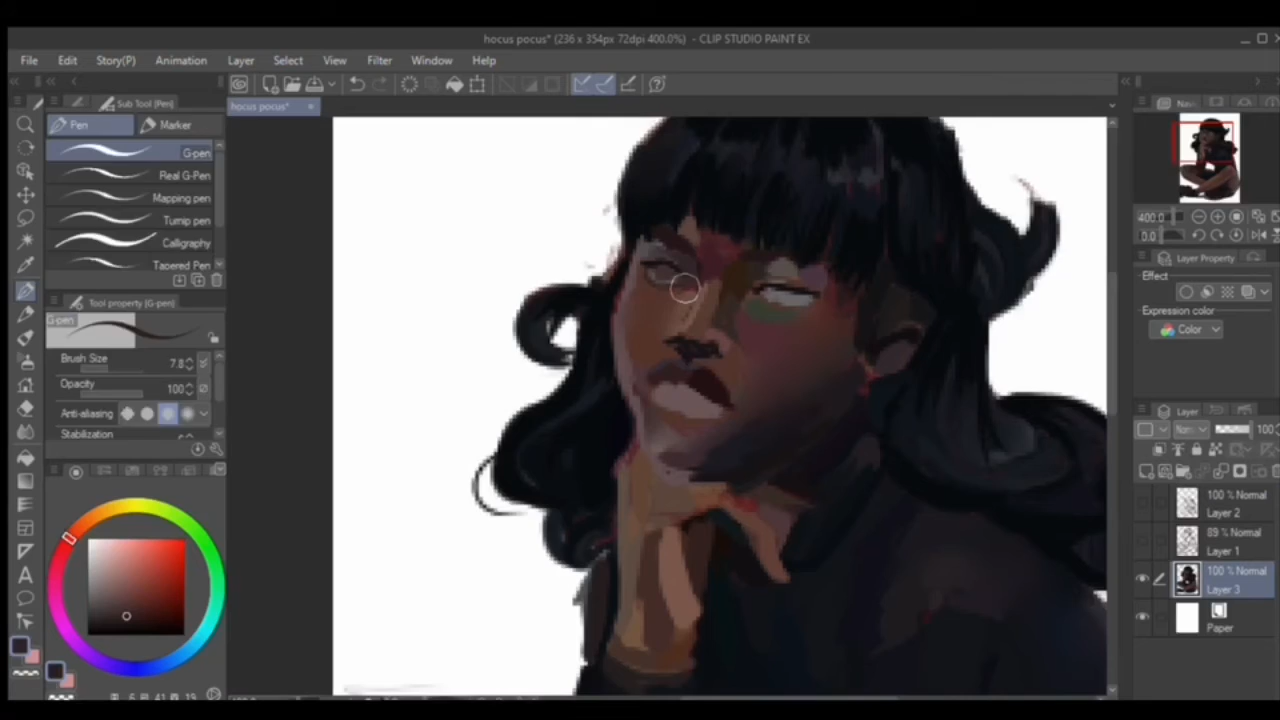 hocus pocus* (236 x 354px 72dpi 400.0%) - CLIP STUDIO PAINT EX
File Edit Story(P) Animation Layer Select View Filter Window Help
Sub Tool (Pen)
hocus pocus*
Pen Marker
G-pen
Real G-Pen
Mapping pen
Turnip pen
Calligraphy
Tapered Pen
Tool property (G-pen)
G-pen
Brush Size 7.8
Opacity 100
Anti-aliasing
Stabilization
400.0
0.0
Layer Property
Effect
Expression color
Color
Layer
100
100 % Normal
Layer 2
89 % Normal
Layer 1
100 % Normal
Layer 3
Paper